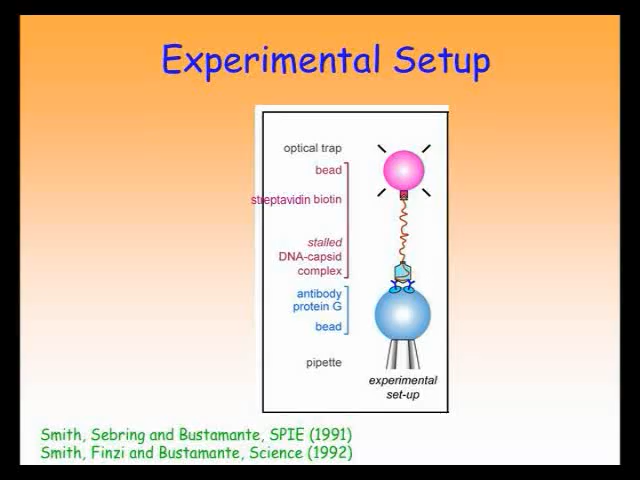 Experimental Setup
optical trap
bead
streptavidin biotin
stalled
DNA-capsid
complex
antibody
protein G
bead
pipette
experimental
set-up
Smith, Sebring and Bustamante, SPIE (1991)
Smith, Finzi and Bustamante, Science (1992)